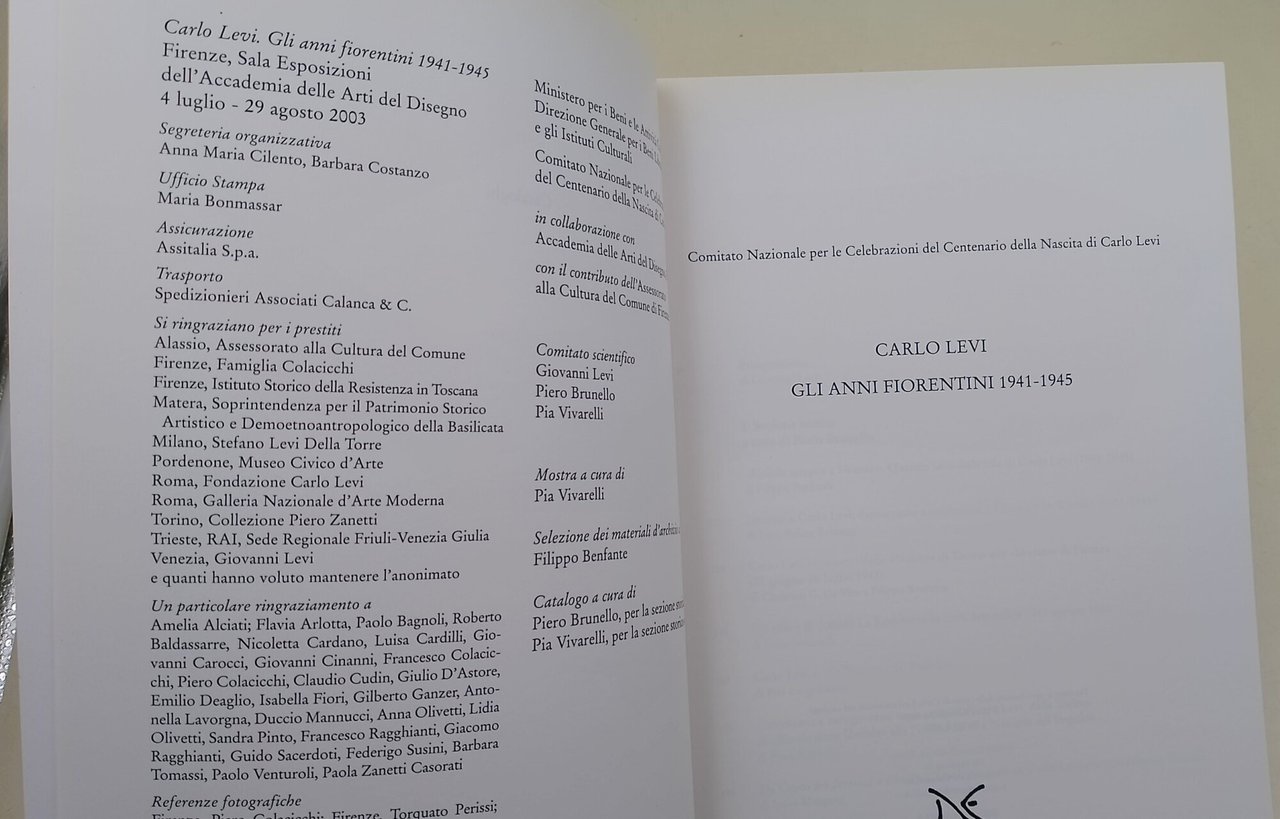 Carlo Levi. Gli anni fiorentini 1941-1945
Firenze, Sala Esposizioni
dell'Accademia delle Arti del Disegno
4 luglio - 29 agosto 2003
Segreteria organizzativa
Anna Maria Cilento, Barbara Costanzo
Ufficio Stampa
Maria Bonmassar
Assicurazione
Assitalia S.p.a.
Trasporto
Spedizionieri Associati Calanca & C.
Si ringraziano per i prestiti
Alassio, Assessorato alla Cultura del Comune
Firenze, Famiglia Colacicchi
Firenze, Istituto Storico della Resistenza in Toscana
Matera, Soprintendenza per il Patrimonio Storico
Artistico e Demoetnoantropologico della Basilicata
Milano, Stefano Levi Della Torre
Pordenone, Museo Civico d'Arte
Roma, Fondazione Carlo Levi
Roma, Galleria Nazionale d'Arte Moderna
Torino, Collezione Piero Zanetti
Trieste, RAI, Sede Regionale Friuli-Venezia Giulia
Venezia, Giovanni Levi
e quanti hanno voluto mantenere l'anonimato
Un particolare ringraziamento a
Amelia Alciati; Flavia Arlotta, Paolo Bagnoli, Roberto
Baldassarre, Nicoletta Cardano, Luisa Cardilli, Gio-
vanni Carocci, Giovanni Cinanni, Francesco Colacic-
chi, Piero Colacicchi, Claudio Cudin, Giulio D'Astore,
Emilio Deaglio, Isabella Fiori, Gilberto Ganzer, Anto-
nella Lavorgna, Duccio Mannucci, Anna Olivetti, Lidia
Olivetti, Sandra Pinto, Francesco Ragghianti, Giacomo
Ragghianti, Guido Sacerdoti, Federigo Susini, Barbara
Tomassi, Paolo Venturoli, Paola Zanetti Casorati
Referenze fotografiche
Firenze, Piero Colacicchi; Firenze, Torquato Perissi;
Ministero per i Beni e le
Direzione Generale per i Beni
e gli Istituti Culturali
Comitato Nazionale per le
del Centenario della Nascita di
in collaborazione con
Accademia delle Arti del
con il contributo dell'Assessorato
alla Cultura del Comune di
Comitato scientifico
Giovanni Levi
Piero Brunello
Pia Vivarelli
Mostra a cura di
Pia Vivarelli
Selezione dei materiali d'archivio
Filippo Benfante
Catalogo a cura di
Piero Brunello, per la sezione
Pia Vivarelli, per la sezione
Comitato Nazionale per le Celebrazioni del Centenario della Nascita di Carlo Levi
CARLO LEVI
GLI ANNI FIORENTINI 1941-1945